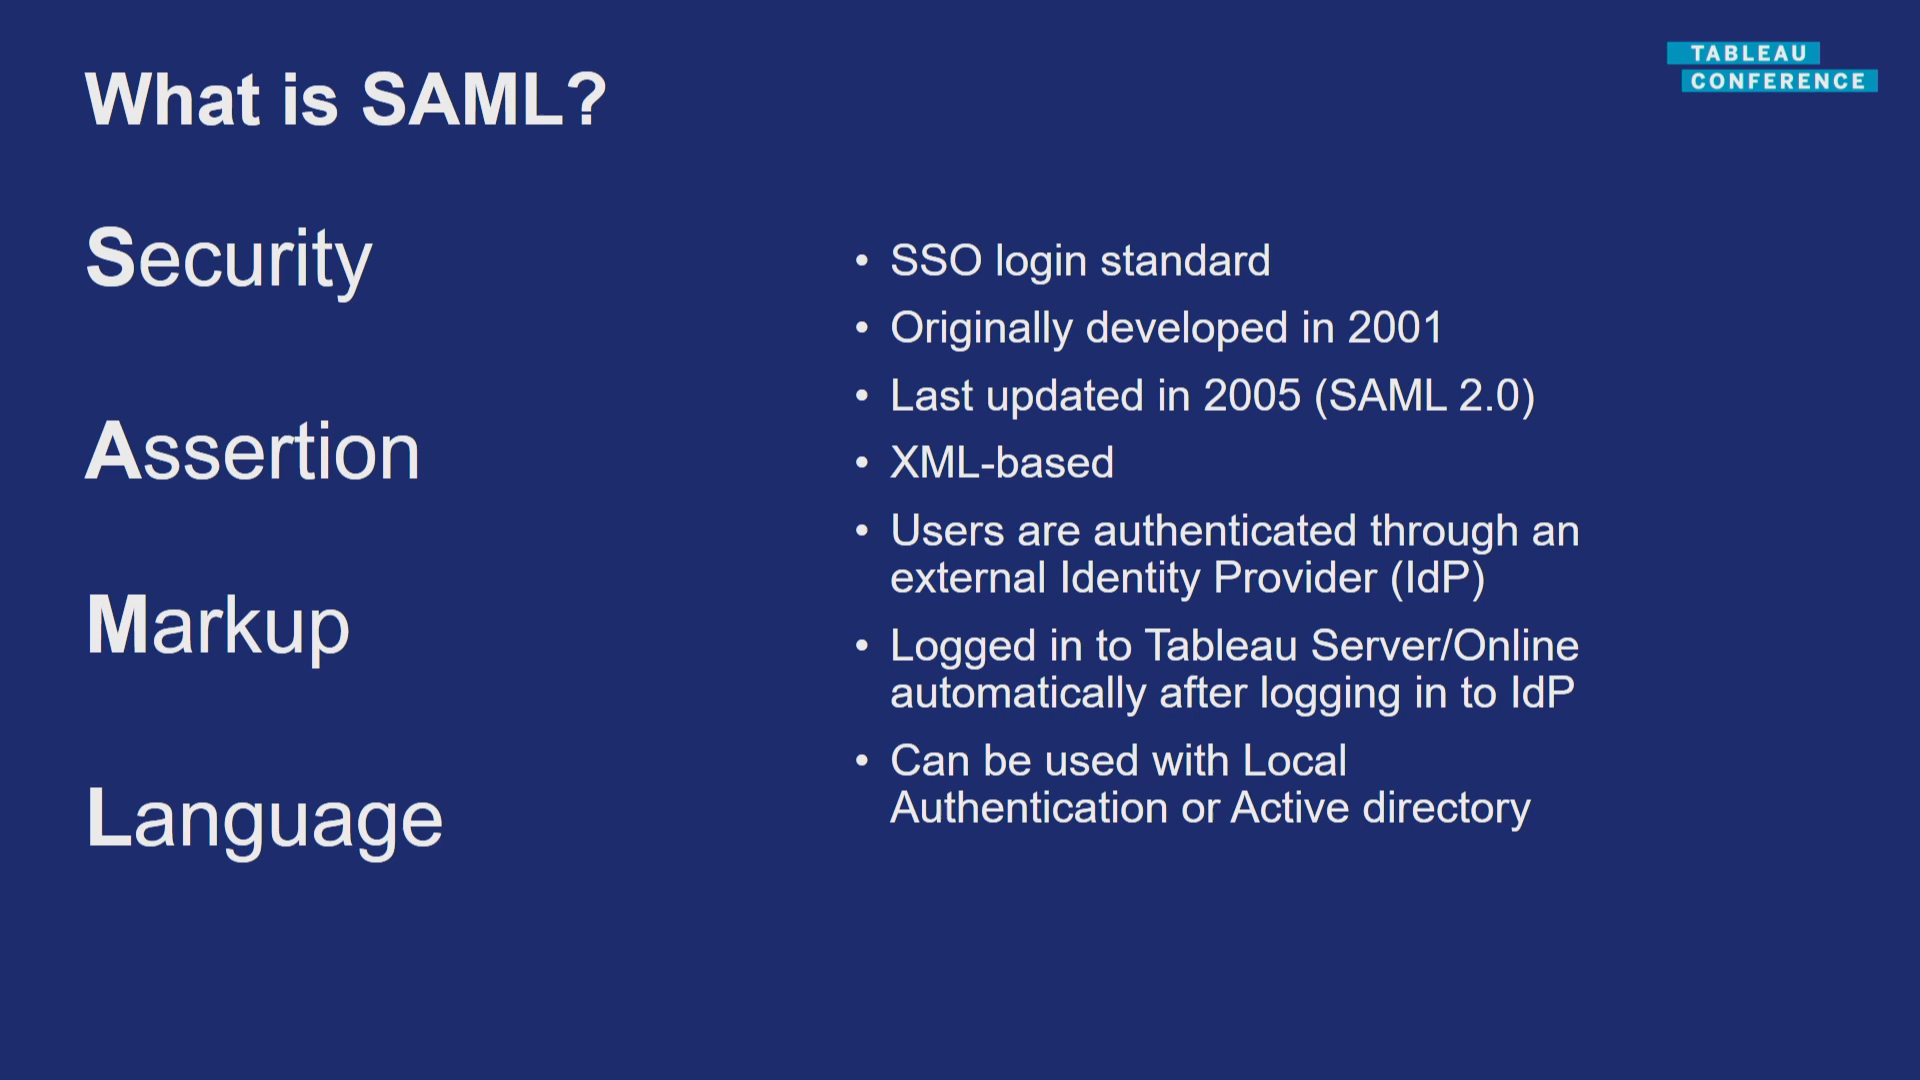 What is SAML?
TABLEAU
CONFERENCE
Security
Assertion
Markup
Language
• SSO login standard
• Originally developed in 2001
• Last updated in 2005 (SAML 2.0)
• XML-based
• Users are authenticated through an
external Identity Provider (IdP)
• Logged in to Tableau Server/Online
automatically after logging in to IdP
• Can be used with Local
Authentication or Active directory